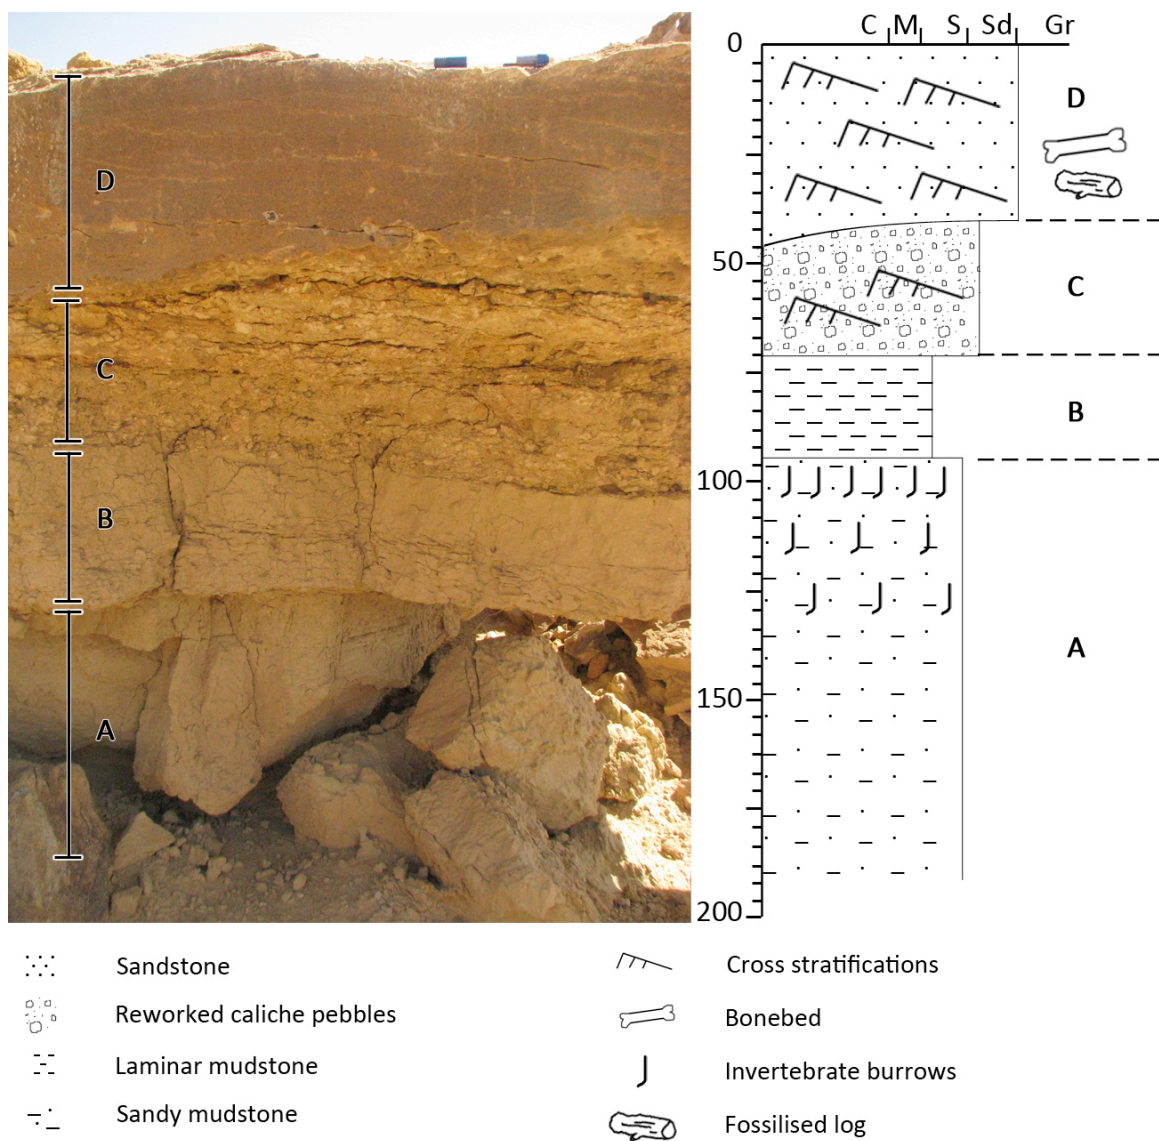 C M S Sd Gr
0
D
D
50
C
C
B
100
B
A
150
A
200
Sandstone
Cross stratifications
Reworked caliche pebbles
Bonebed
Laminar mudstone
Invertebrate burrows
Sandy mudstone
Fossilised log